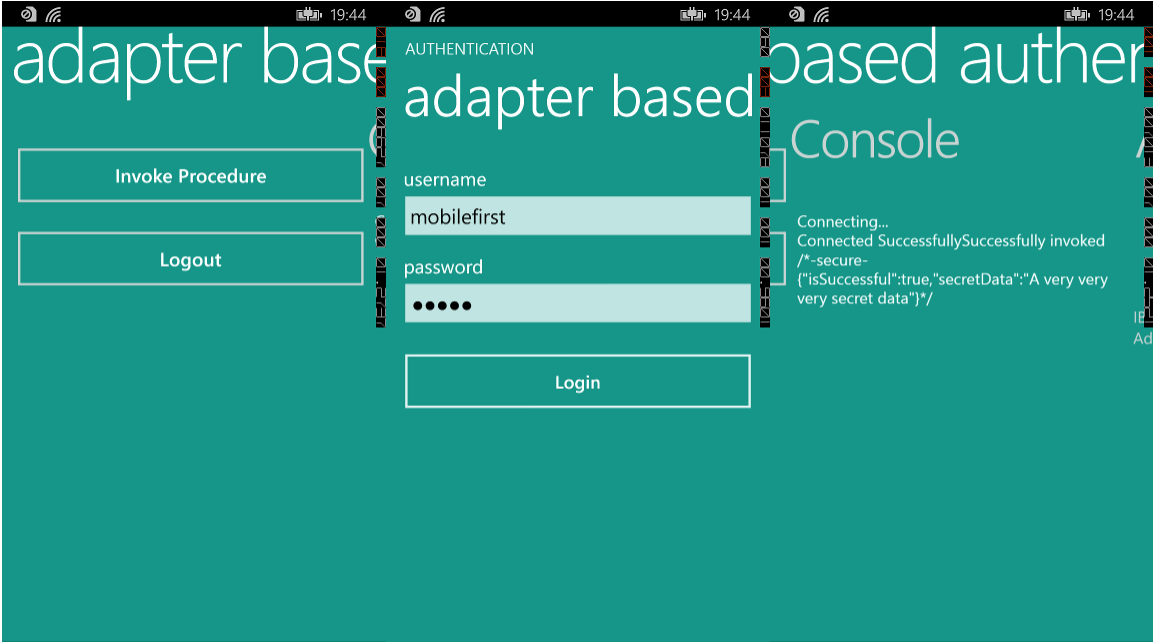 19:44
adapter base
Invoke Procedure
Logout
19:44
AUTHENTICATION
adapter based
username
mobilefirst
password
●●●●●
Login
19:44
based authen
Console
Connecting...
Connected SuccessfullySuccessfully invoked
/*-secure-
{"isSuccessful":true,"secretData":"A very very
very secret data"}*/
Ad